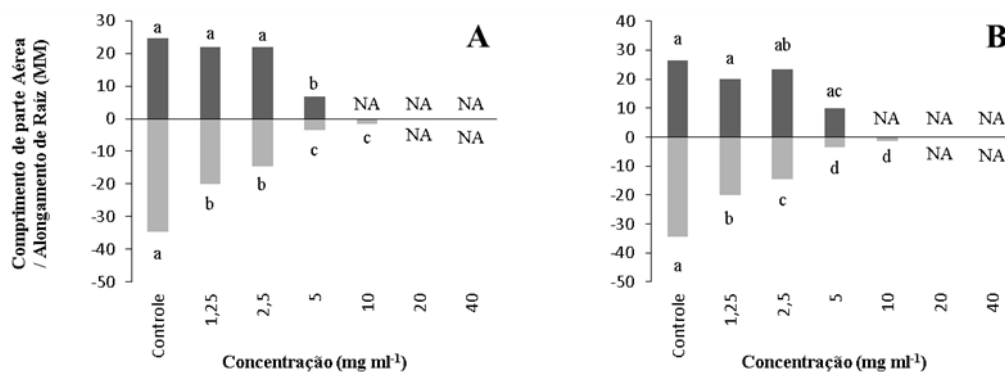 Comprimento de parte Aérea
/ Alongamento de Raiz (MM)
A
30
20
10
0
-10
-20
-30
-40
-50
a a a b NA NA NA
a b b c c NA NA
Controle 1,25 2,5 5 10 20 40
Concentração (mg ml⁻¹)
B
40
30
20
10
0
-10
-20
-30
-40
-50
a a ab ac NA NA NA
a b c d d NA NA
Controle 1,25 2,5 5 10 20 40
Concentração (mg ml⁻¹)